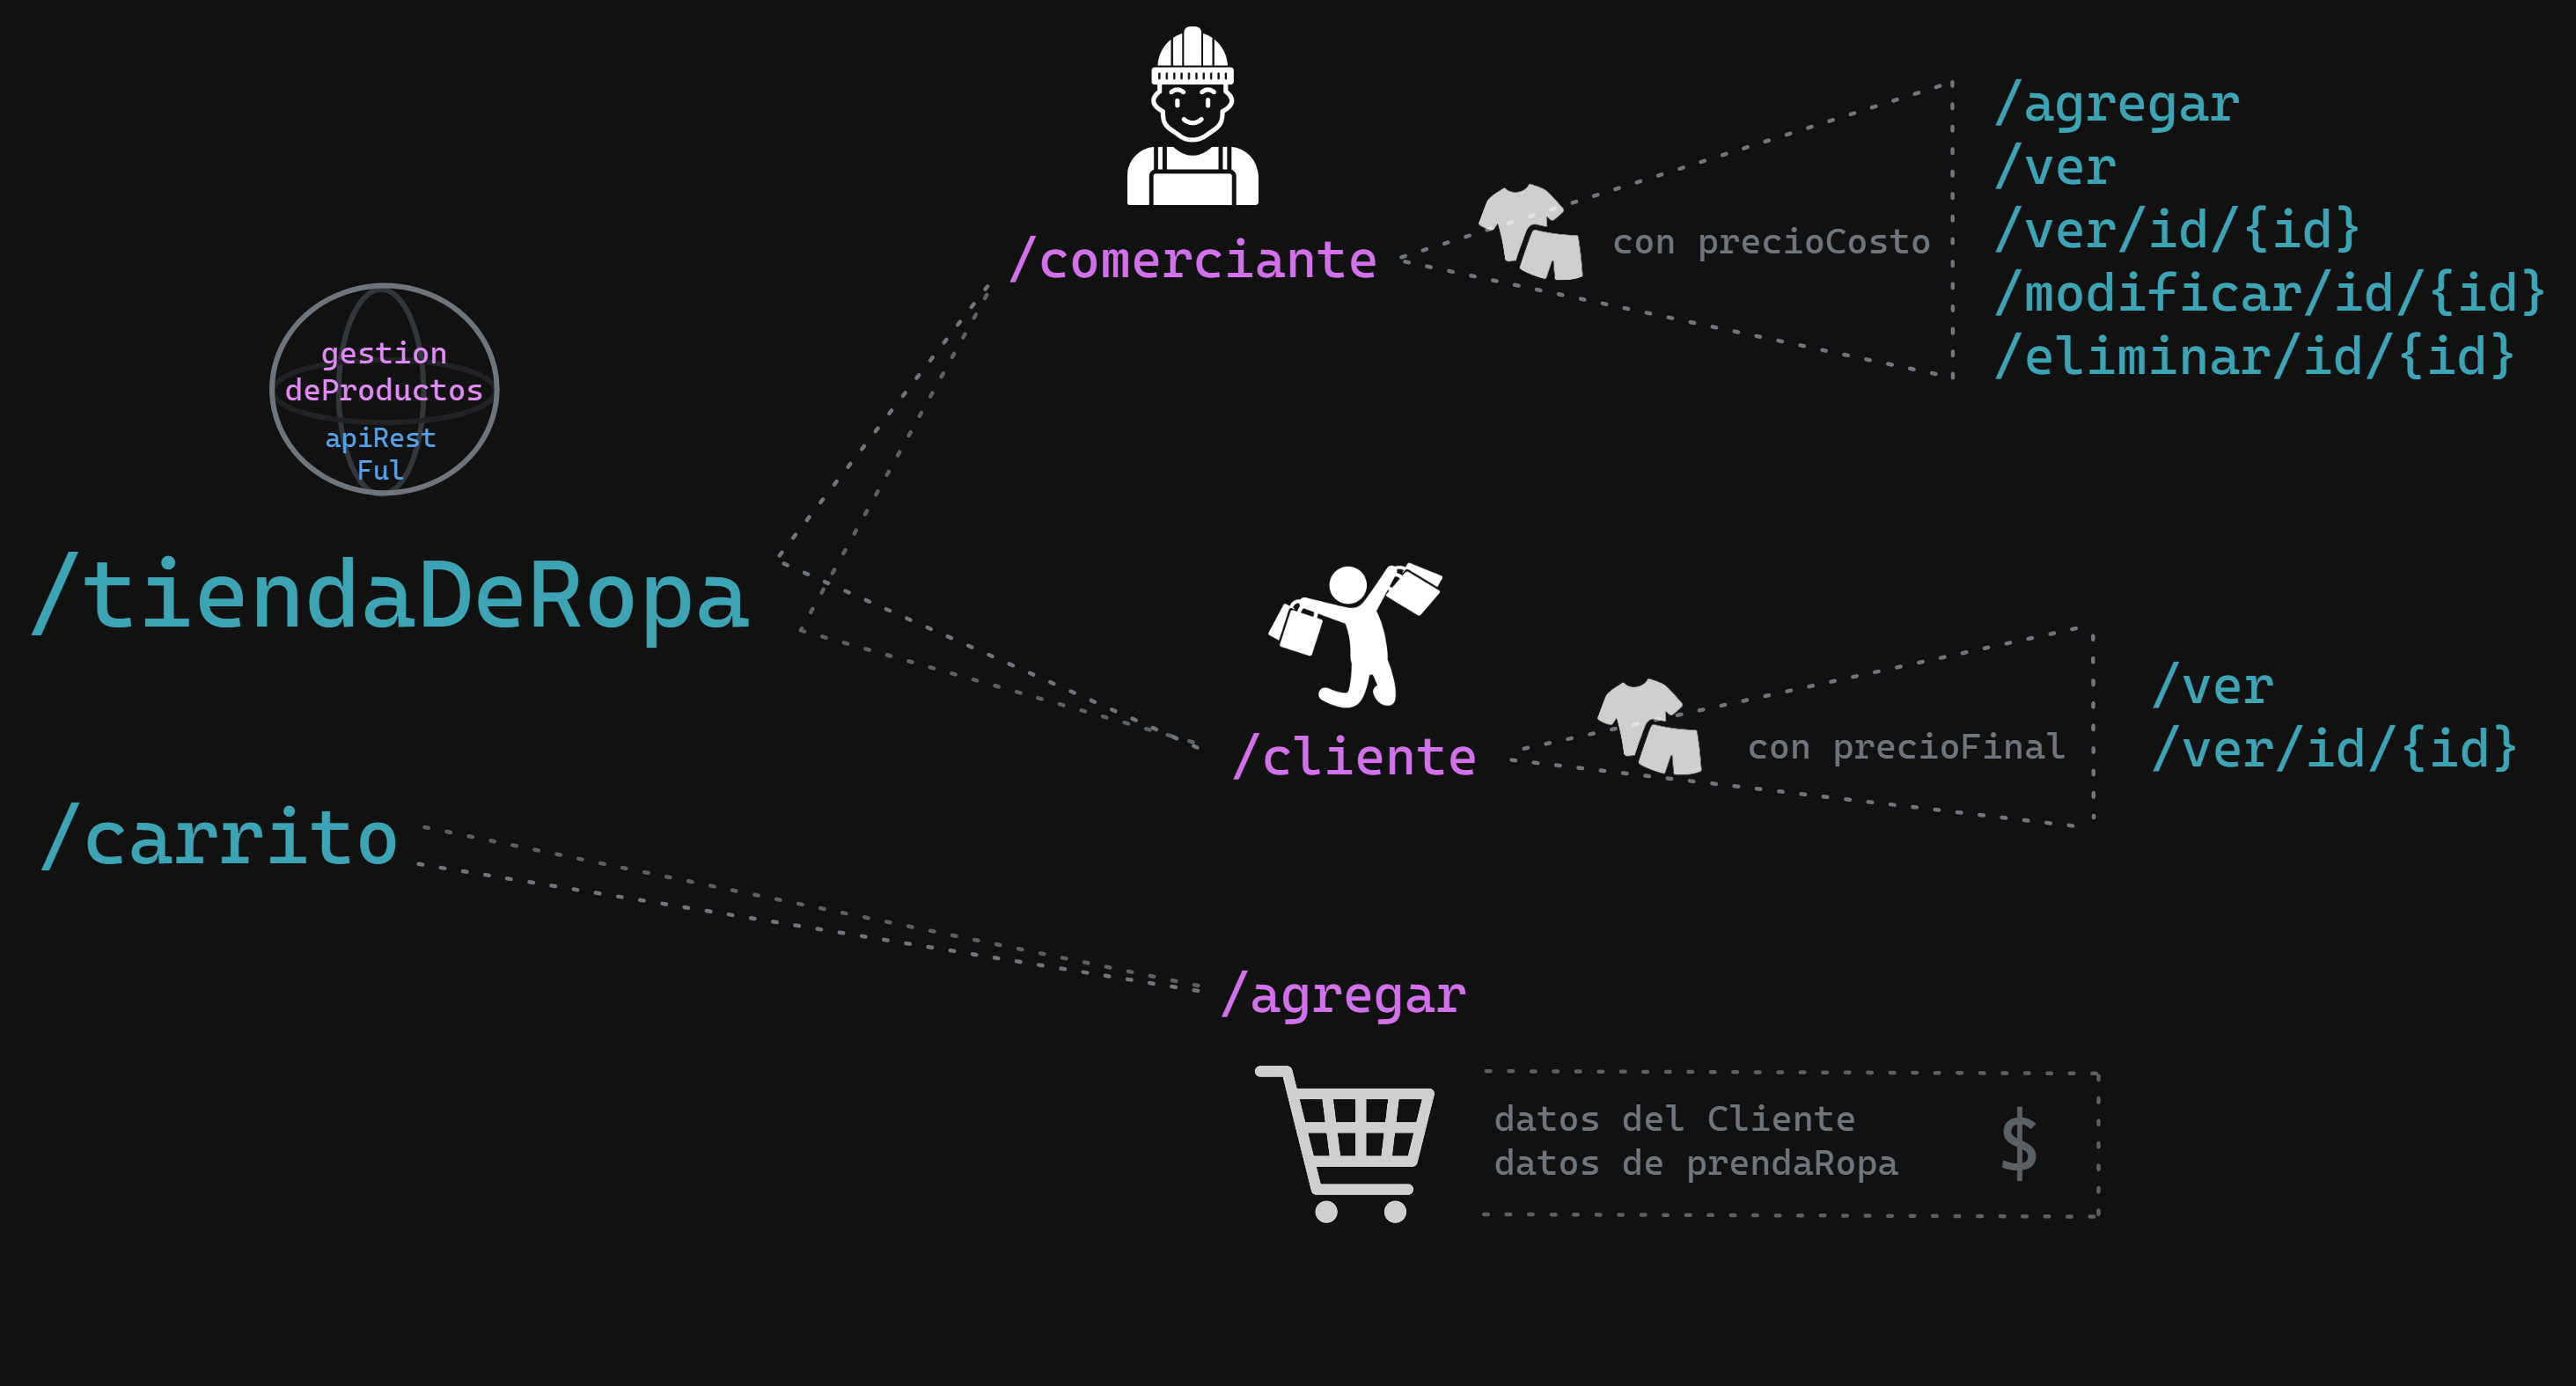 gestion
deProductos
apiRest
Ful
/tiendaDeRopa
/comerciante
con precioCosto
/agregar
/ver
/ver/id/{id}
/modificar/id/{id}
/eliminar/id/{id}
/cliente
con precioFinal
/ver
/ver/id/{id}
/carrito
/agregar
datos del Cliente
datos de prendaRopa
$